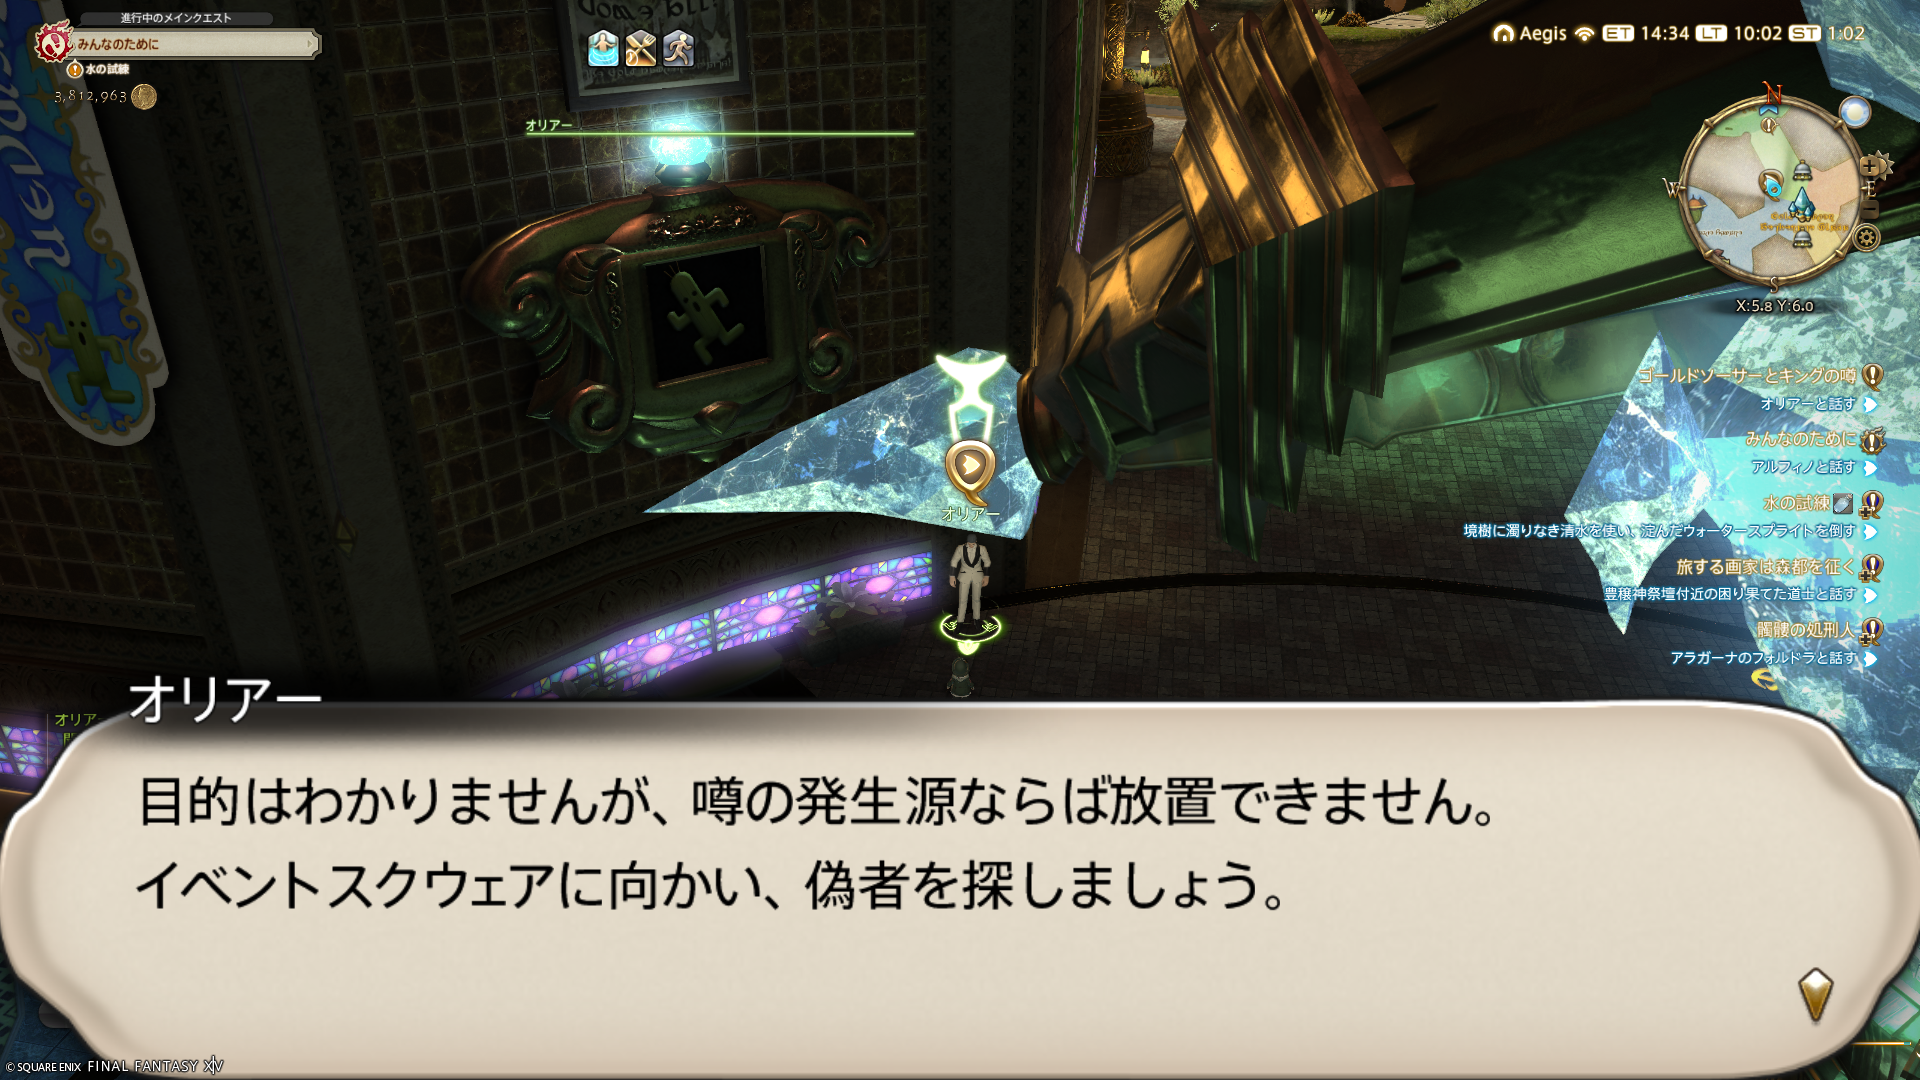 進行中のメインクエスト
みんなのために
水の試練
3,812,963
オリアー
Aegis ET 14:34 LT 10:02 ST 1:02
N
W
E
S
X:5.8 Y:6.0
ゴールドソーサーとキングの噂
オリアーと話す
みんなのために
アルフィノと話す
水の試練
境樹に濁りなき清水を使い、淀んだウォータースプライトを倒す
旅する画家は森都を征く
豊穣神祭壇付近の困り果てた道士と話す
髑髏の処刑人
アラガーナのフォルドラと話す
オリアー
オリアー
目的はわかりませんが、噂の発生源ならば放置できません。
イベントスクウェアに向かい、偽者を探しましょう。
© SQUARE ENIX FINAL FANTASY XIV